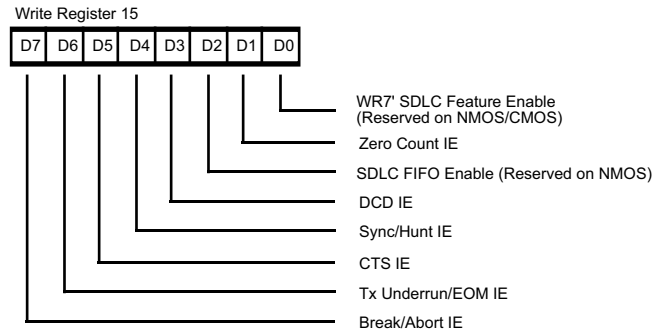 Write Register 15
D7 D6 D5 D4 D3 D2 D1 D0
WR7' SDLC Feature Enable
(Reserved on NMOS/CMOS)
Zero Count IE
SDLC FIFO Enable (Reserved on NMOS)
DCD IE
Sync/Hunt IE
CTS IE
Tx Underrun/EOM IE
Break/Abort IE